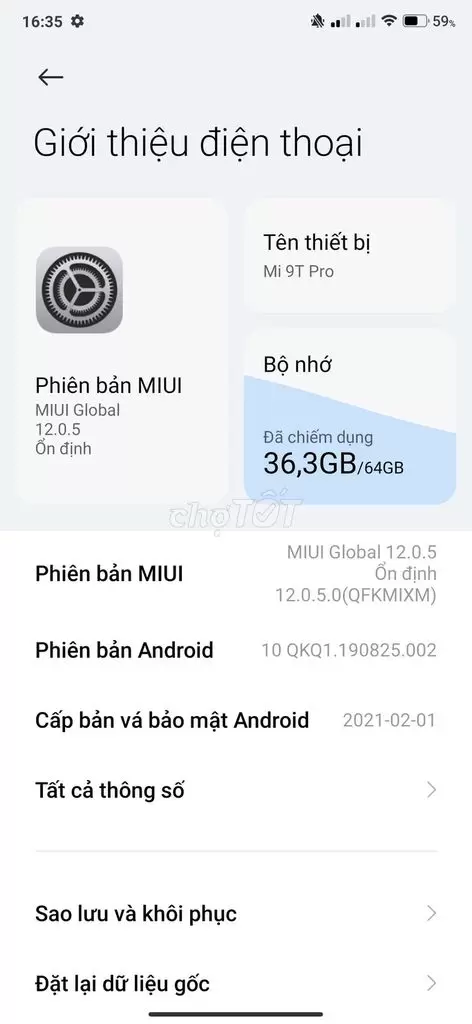 16:35
59%
Giới thiệu điện thoại
Phiên bản MIUI
MIUI Global
12.0.5
Ổn định
Tên thiết bị
Mi 9T Pro
Bộ nhớ
Đã chiếm dụng
36,3GB/64GB
chợTỐT
Phiên bản MIUI
MIUI Global 12.0.5
Ổn định
12.0.5.0(QFKMIXM)
Phiên bản Android
10 QKQ1.190825.002
Cấp bản vá bảo mật Android
2021-02-01
Tất cả thông số
Sao lưu và khôi phục
Đặt lại dữ liệu gốc